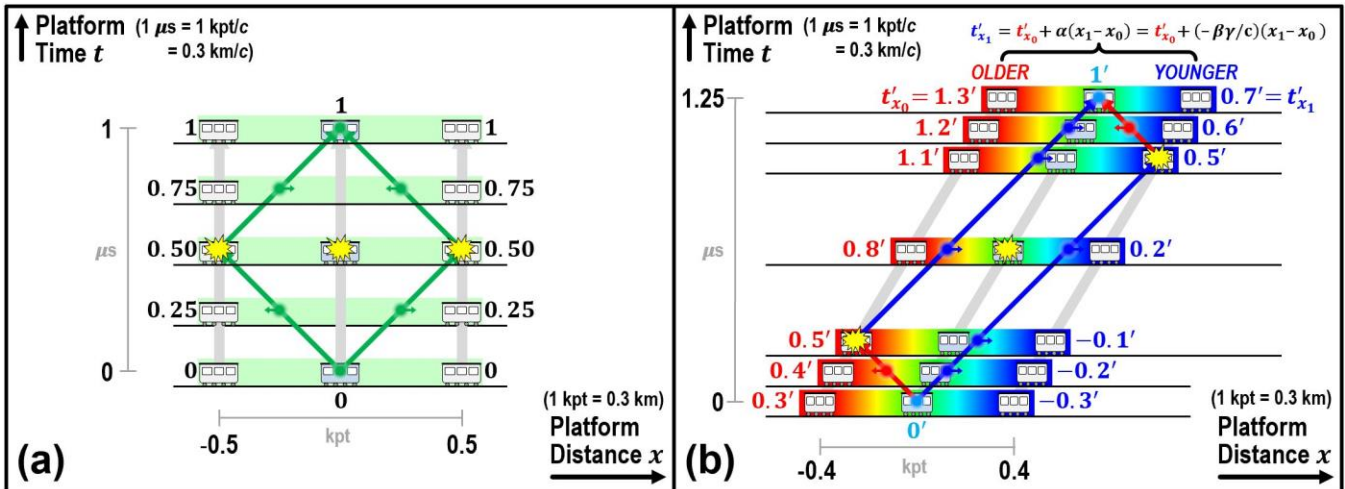 Platform (1 μs = 1 kpt/c
Time t = 0.3 km/c)
1
1 1
1
0.75 0.75
μs
0.50 0.50
0.25 0.25
0
0 0
0
(1 kpt = 0.3 km)
Platform
Distance x
-0.5 kpt 0.5
(a)
Platform (1 μs = 1 kpt/c
Time t = 0.3 km/c)
t′x₁ = t′x₀ + α(x₁ - x₀) = t′x₀ + (-βγ/c)(x₁ - x₀)
OLDER 1′ YOUNGER
1.25
t′x₀ = 1.3′ 0.7′ = t′x₁
1.2′ 0.6′
1.1′ 0.5′
μs
0.8′ 0.2′
0.5′ -0.1′
0.4′ -0.2′
0
0.3′ -0.3′
0′
(1 kpt = 0.3 km)
Platform
Distance x
-0.4 kpt 0.4
(b)